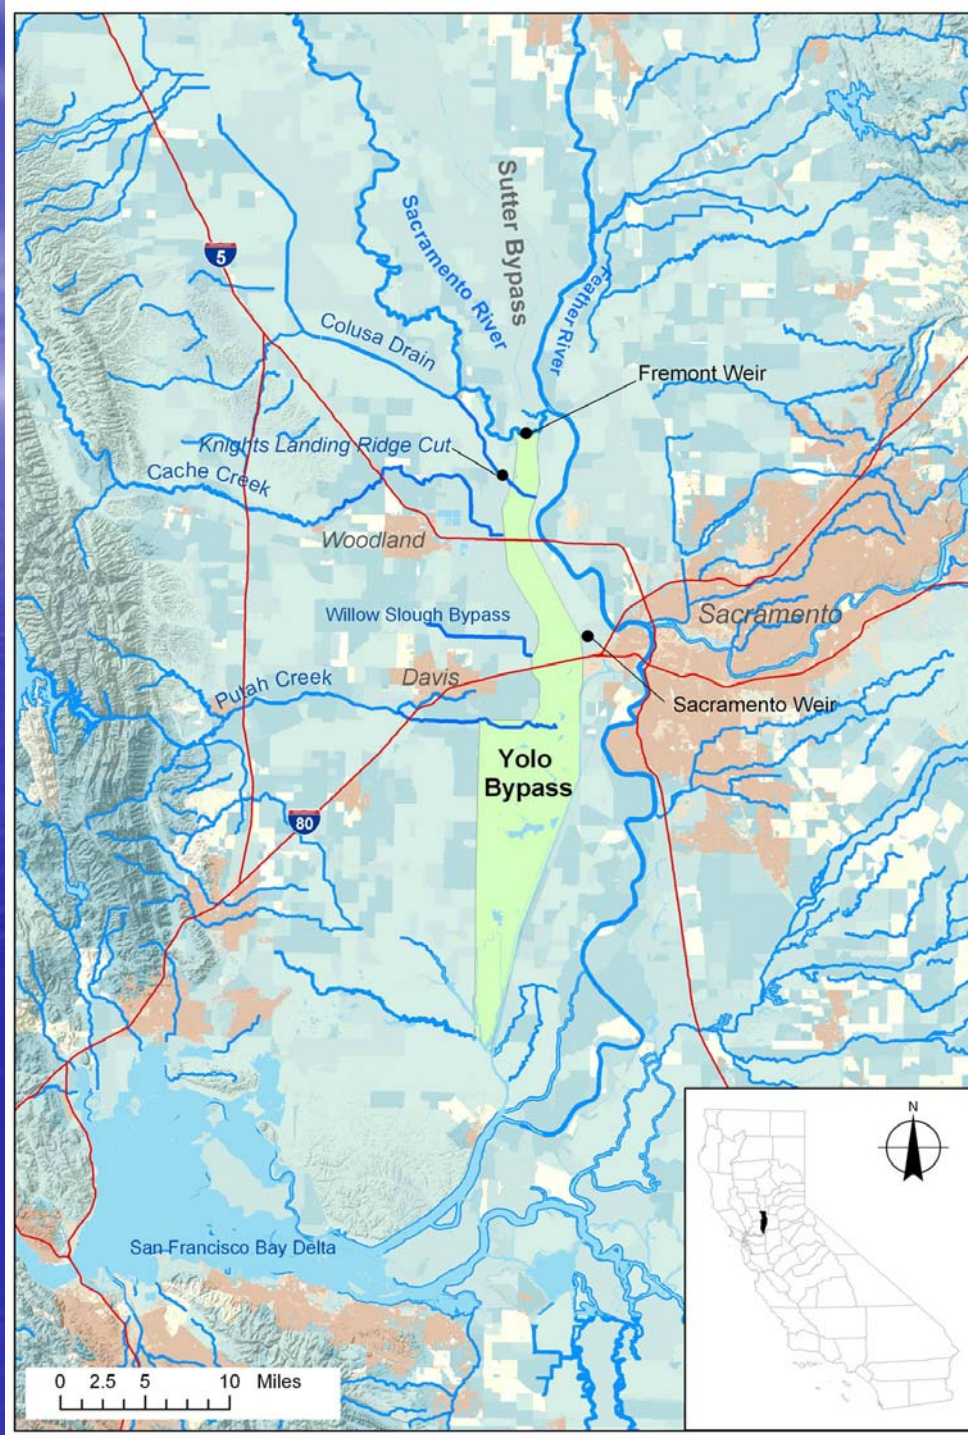 Sutter Bypass
Sacramento River
Feather River
5
Colusa Drain
Fremont Weir
Knights Landing Ridge Cut
Cache Creek
Woodland
Willow Slough Bypass
Sacramento
Davis
Putah Creek
Sacramento Weir
Yolo
Bypass
80
N
San Francisco Bay Delta
0 2.5 5 10 Miles